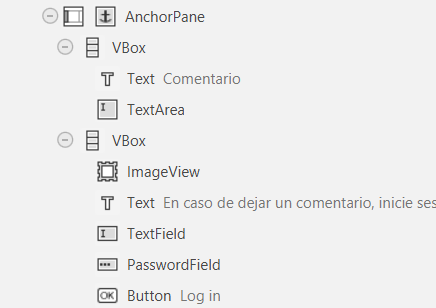 AnchorPane
VBox
Text Comentario
TextArea
VBox
ImageView
Text En caso de dejar un comentario, inicie ses
TextField
PasswordField
OK Button Log in